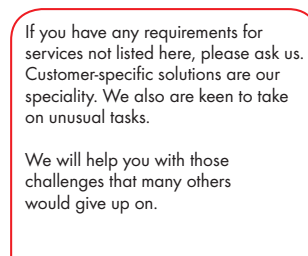 If you have any requirements for
services not listed here, please ask us.
Customer-specific solutions are our
speciality. We also are keen to take
on unusual tasks.
We will help you with those
challenges that many others
would give up on.